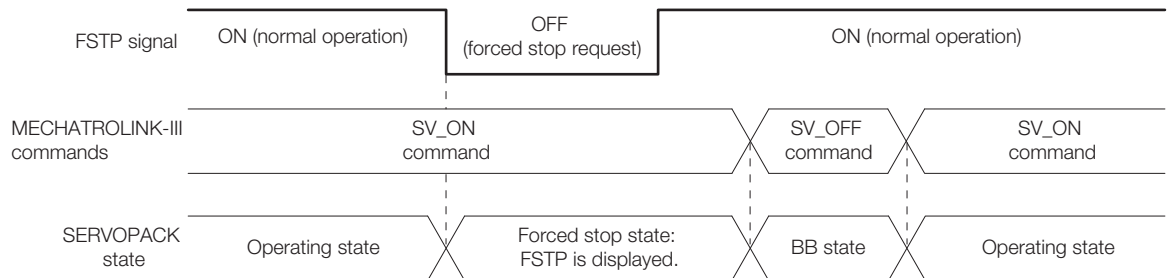 FSTP signal
ON (normal operation)
OFF
(forced stop request)
ON (normal operation)
MECHATROLINK-III
commands
SV_ON
command
SV_OFF
command
SV_ON
command
SERVOPACK
state
Operating state
Forced stop state:
FSTP is displayed.
BB state
Operating state